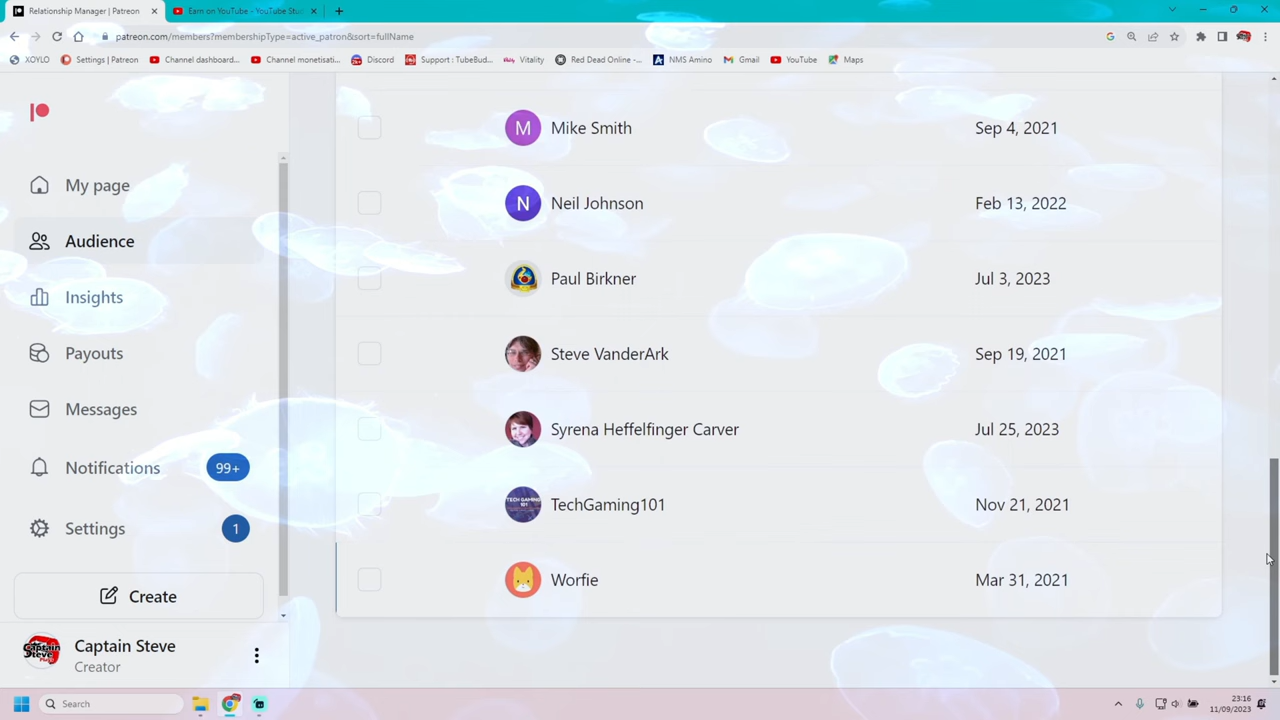 Relationship Manager | Patreon
Earn on YouTube - YouTube Stu
patreon.com/members?membershipType=active_patron&sort=fullName
XOYLO
Settings | Patreon
Channel dashboard...
Channel monetisati...
Discord
Support : TubeBud...
Vitality
Red Dead Online -...
NMS Amino
Gmail
YouTube
Maps
My page
Audience
Insights
Payouts
Messages
Notifications 99+
Settings 1
Create
Captain Steve
Creator
M Mike Smith Sep 4, 2021
N Neil Johnson Feb 13, 2022
Paul Birkner Jul 3, 2023
Steve VanderArk Sep 19, 2021
Syrena Heffelfinger Carver Jul 25, 2023
TECH GAMING 101 TechGaming101 Nov 21, 2021
Worfie Mar 31, 2021
Search
23:16
11/09/2023